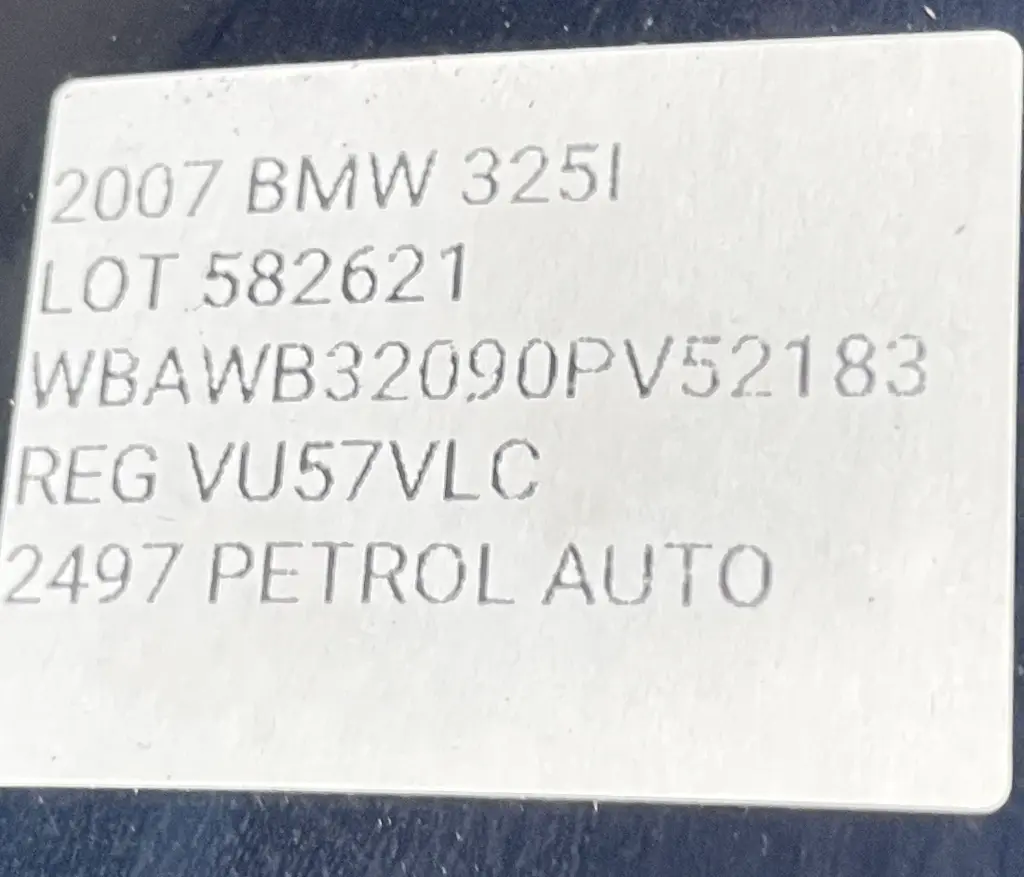 2007 BMW 325I
LOT 582621
WBAWB32090PV52183
REG VU57VLC
2497 PETROL AUTO